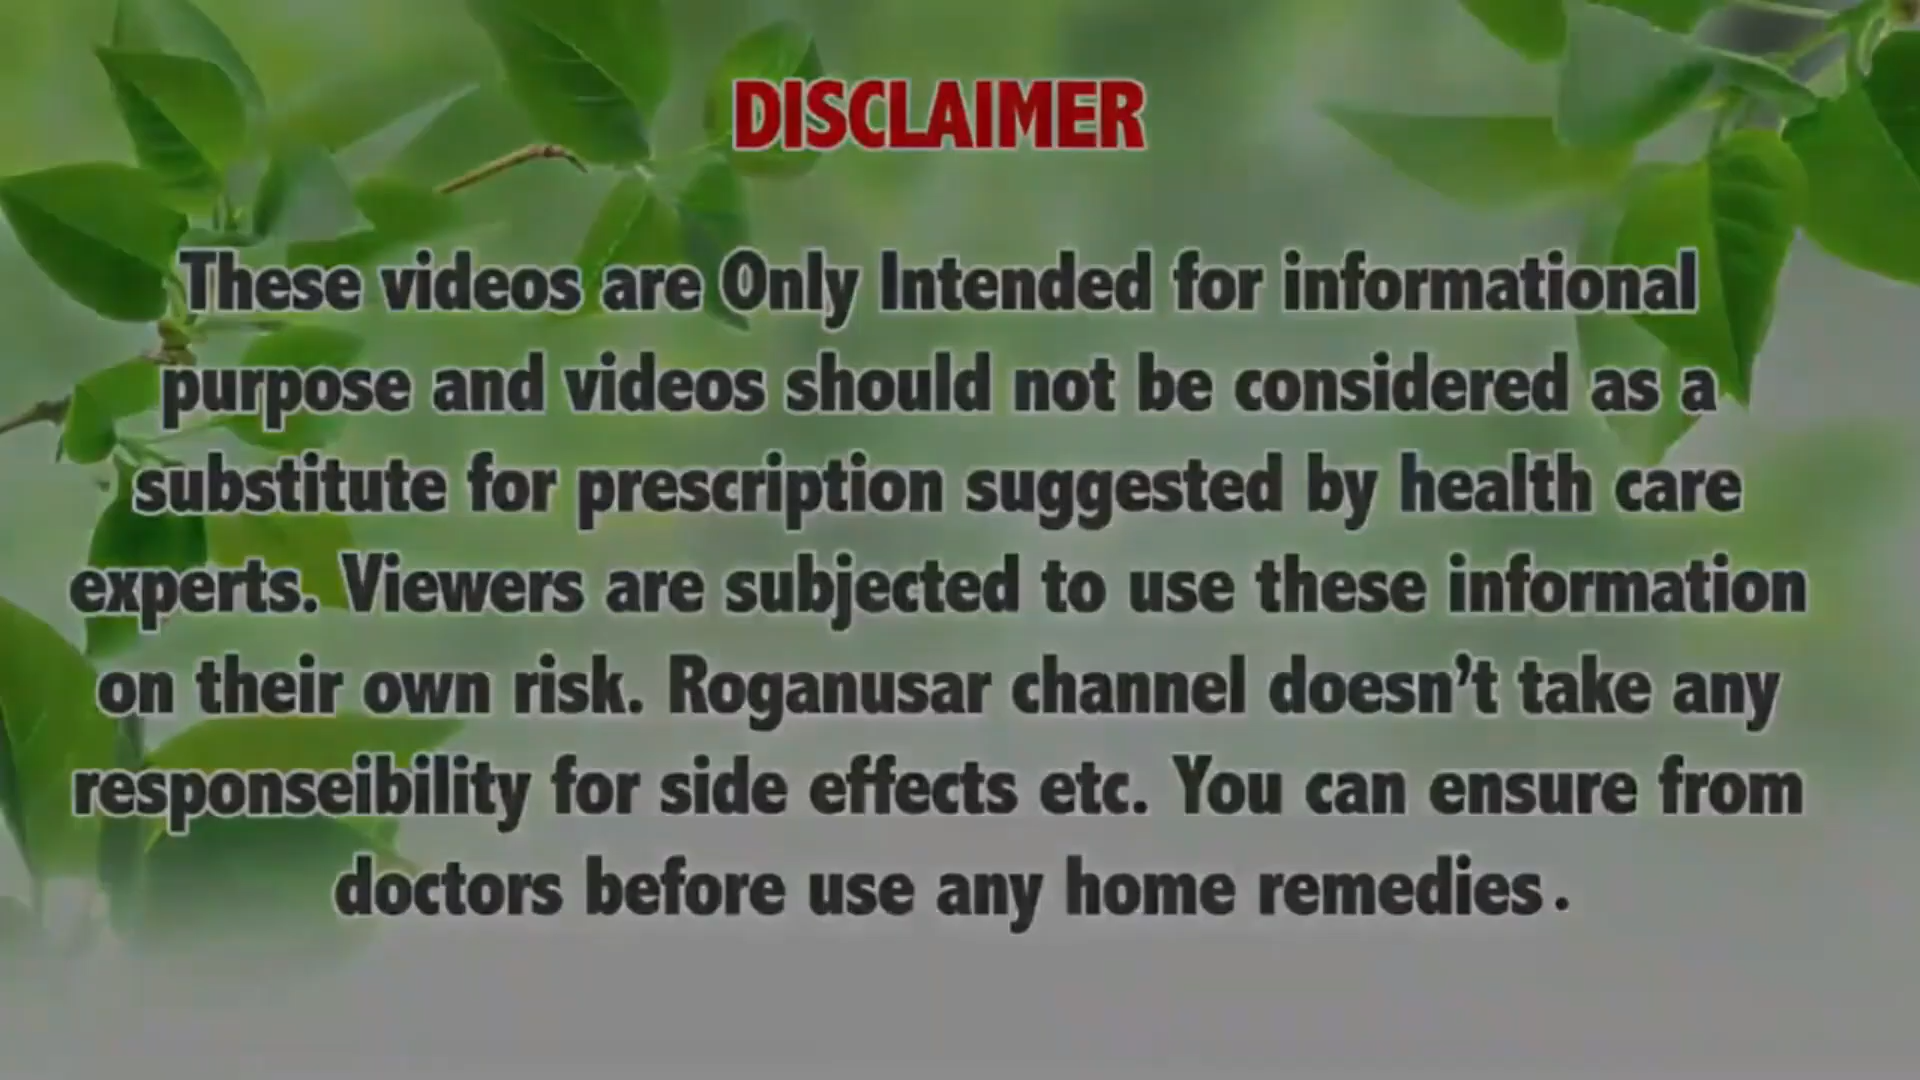 DISCLAIMER
These videos are Only Intended for informational
purpose and videos should not be considered as a
substitute for prescription suggested by health care
experts. Viewers are subjected to use these information
on their own risk. Roganusar channel doesn’t take any
responseibility for side effects etc. You can ensure from
doctors before use any home remedies.